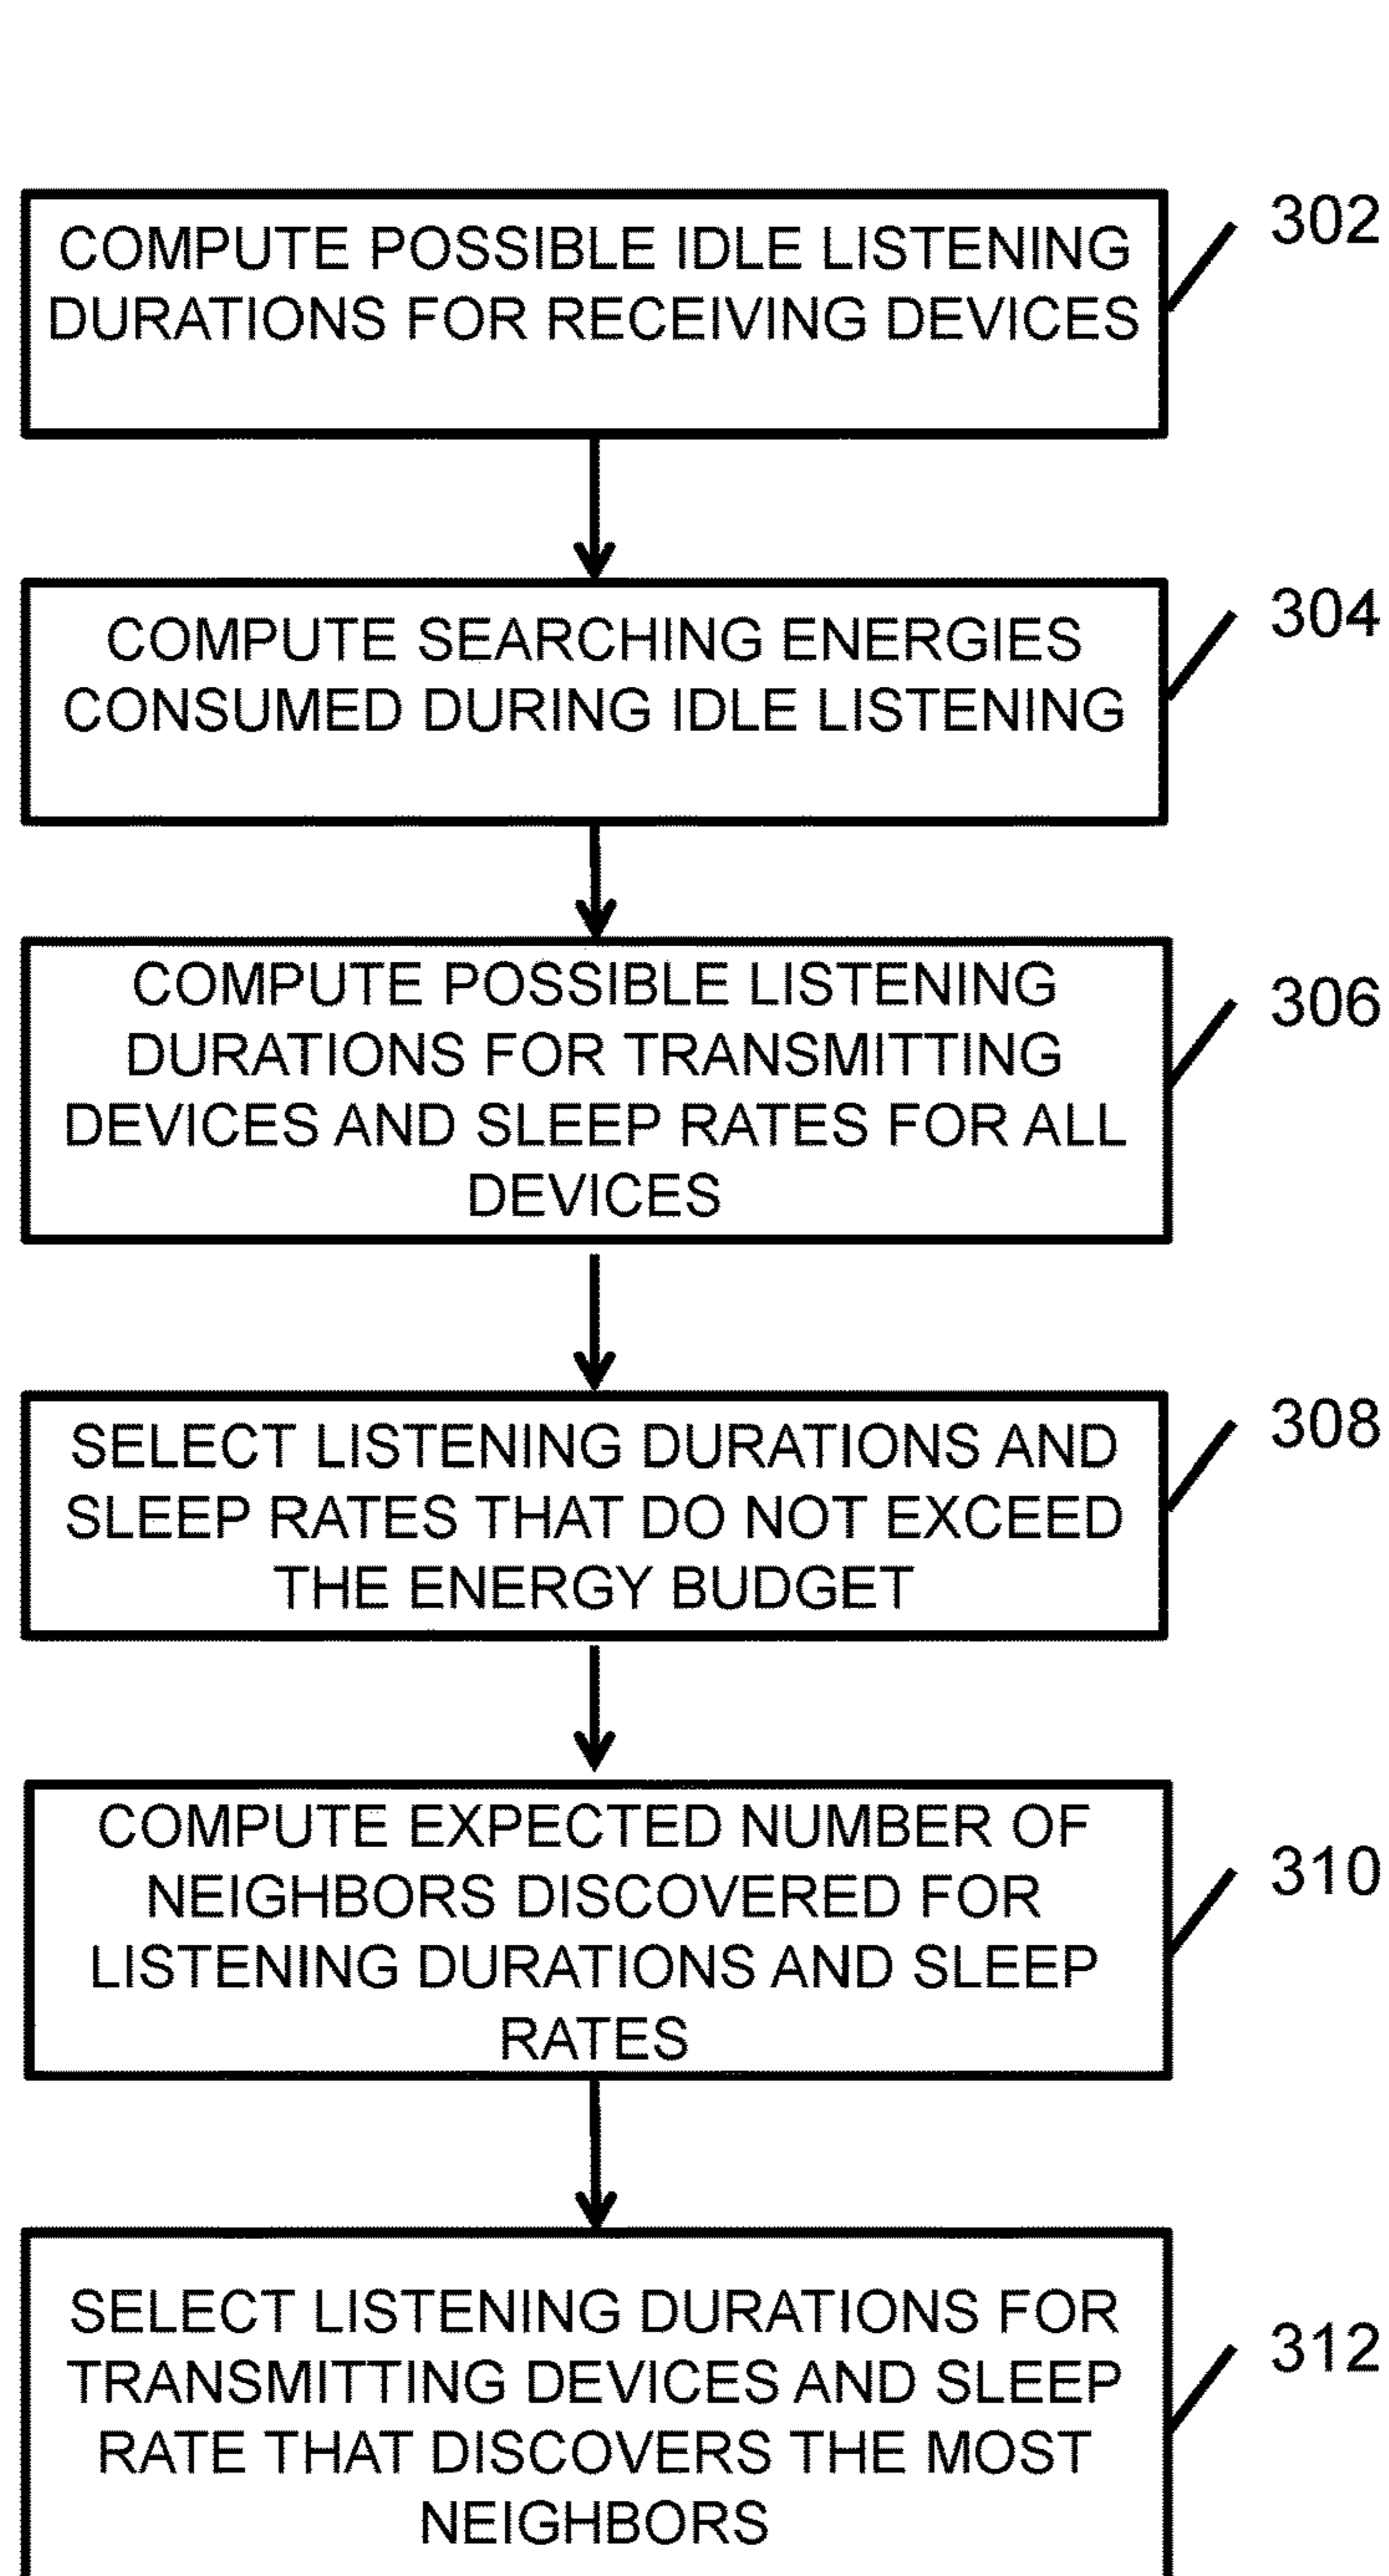 COMPUTE POSSIBLE IDLE LISTENING
DURATIONS FOR RECEIVING DEVICES
302
COMPUTE SEARCHING ENERGIES
CONSUMED DURING IDLE LISTENING
304
COMPUTE POSSIBLE LISTENING
DURATIONS FOR TRANSMITTING
DEVICES AND SLEEP RATES FOR ALL
DEVICES
306
SELECT LISTENING DURATIONS AND
SLEEP RATES THAT DO NOT EXCEED
THE ENERGY BUDGET
308
COMPUTE EXPECTED NUMBER OF
NEIGHBORS DISCOVERED FOR
LISTENING DURATIONS AND SLEEP
RATES
310
SELECT LISTENING DURATIONS FOR
TRANSMITTING DEVICES AND SLEEP
RATE THAT DISCOVERS THE MOST
NEIGHBORS
312